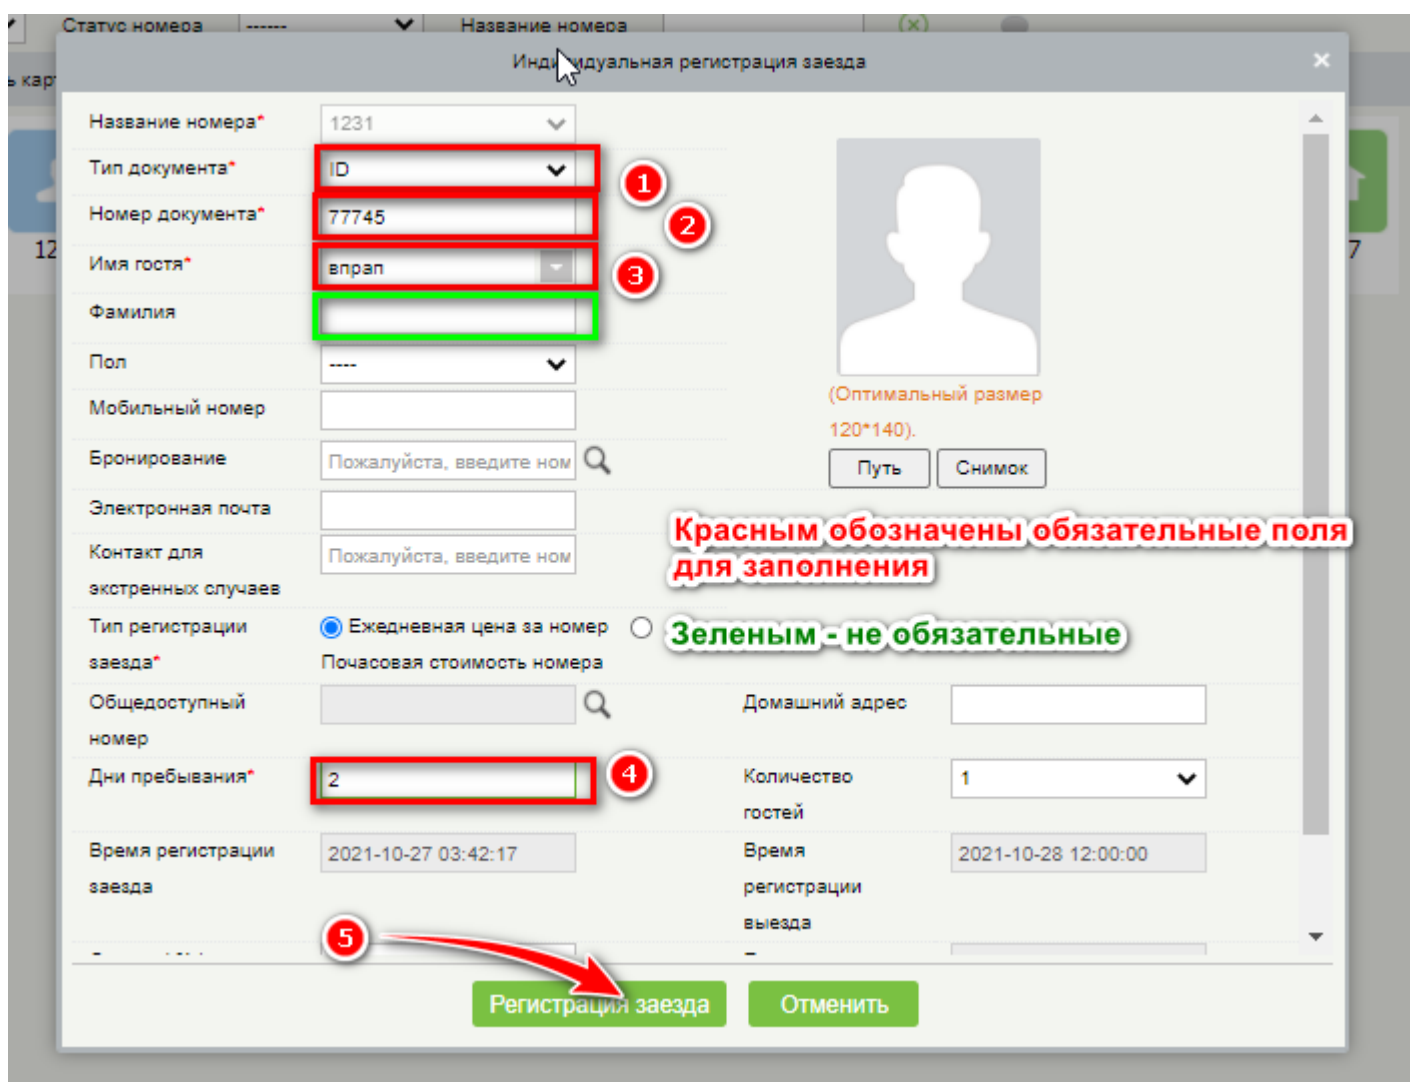 Статус номера ------ Название номера
Индивидуальная регистрация заезда
ь кар
Название номера* 1231
Тип документа* ID 1
Номер документа* 77745 2
12 7
Имя гостя* впрап 3
Фамилия
Пол ----
Мобильный номер
(Оптимальный размер
120*140).
Бронирование Пожалуйста, введите ном Путь Снимок
Электронная почта
Красным обозначены обязательные поля
для заполнения
Контакт для Пожалуйста, введите ном
экстренных случаев
Тип регистрации Ежедневная цена за номер
заезда* Почасовая стоимость номера
Зеленым - не обязательные
Общедоступный Домашний адрес
номер
Дни пребывания* 2 4 Количество 1
гостей
Время регистрации 2021-10-27 03:42:17 Время 2021-10-28 12:00:00
заезда регистрации
выезда
5
Регистрация заезда Отменить